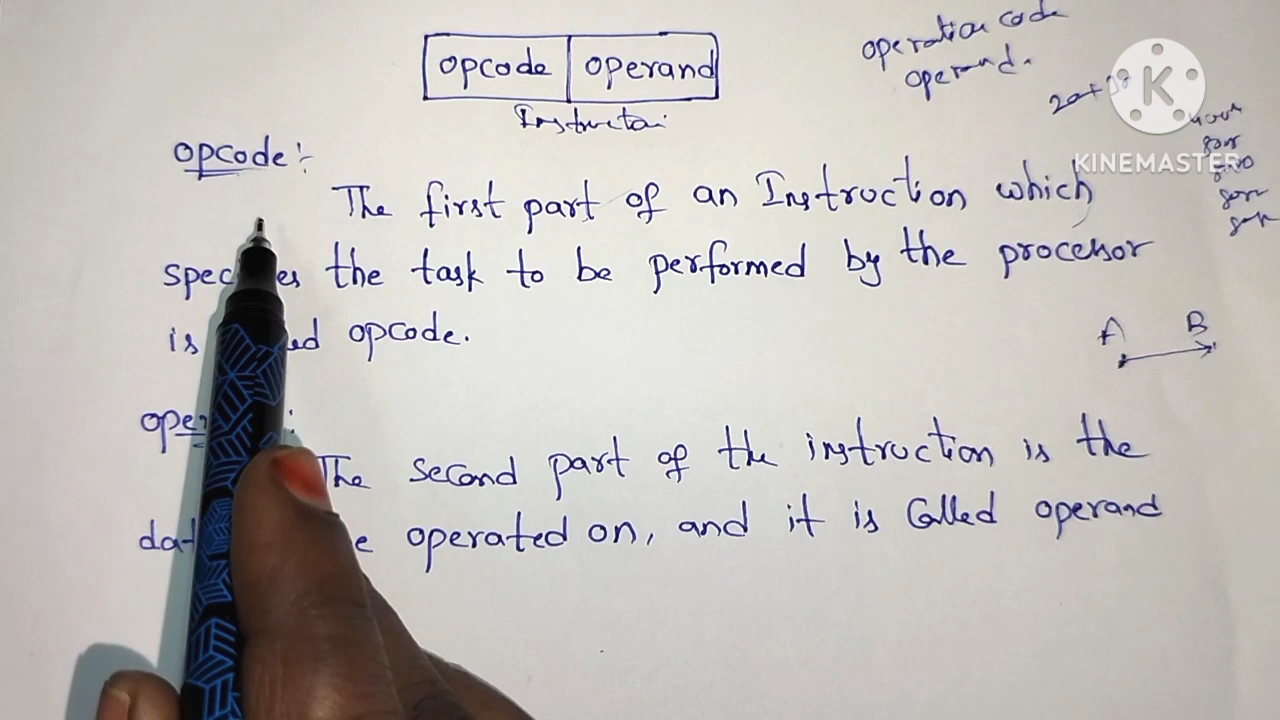 opcode operand
Instructai
operation code
operand.
KINEMASTER
opcode:-
The first part of an Instruction which
the task to be performed by the processor
is opcode.
A B
The second part of the instruction is the
operated on, and it is called operand